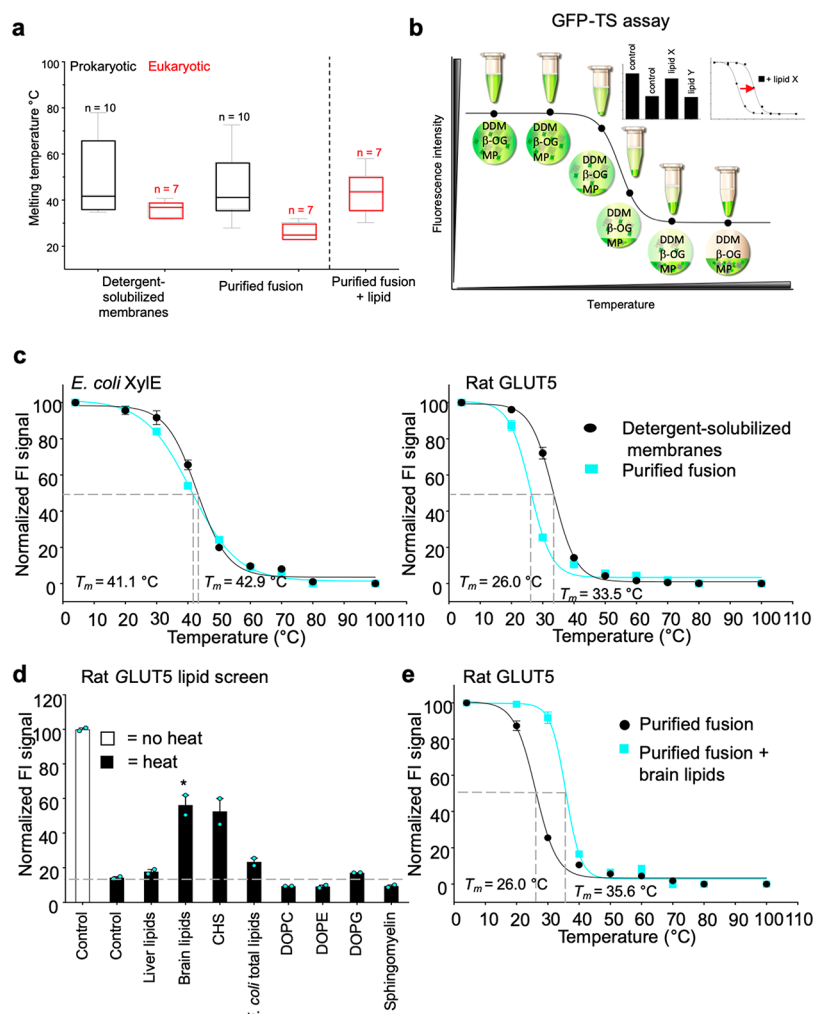 a
Prokaryotic Eukaryotic
Melting temperature °C
100
80
60
40
20
n = 10
n = 7
n = 10
n = 7
n = 7
Detergent-
solubilized
membranes
Purified fusion
Purified fusion
+ lipid
b
GFP-TS assay
Fluorescence intensity
Temperature
control
control
lipid X
lipid Y
+ lipid X
DDM
β-OG
MP
DDM
β-OG
MP
DDM
β-OG
MP
DDM
β-OG
MP
DDM
β-OG
MP
DDM
β-OG
MP
c
E. coli XylE
Normalized FI signal
100
80
60
40
20
0
Tm = 41.1 °C
Tm = 42.9 °C
0 10 20 30 40 50 60 70 80 90 100 110
Temperature (°C)
Rat GLUT5
Normalized FI signal
100
80
60
40
20
0
Detergent-solubilized
membranes
Purified fusion
Tm = 26.0 °C
Tm = 33.5 °C
0 10 20 30 40 50 60 70 80 90 100 110
Temperature (°C)
d
Rat GLUT5 lipid screen
Normalized FI signal
120
100
80
60
40
20
0
= no heat
= heat
*
Control
Control
Liver lipids
Brain lipids
CHS
. coli total lipids
DOPC
DOPE
DOPG
Sphingomyelin
e
Rat GLUT5
Normalized FI signal
100
80
60
40
20
0
Purified fusion
Purified fusion +
brain lipids
Tm = 26.0 °C
Tm = 35.6 °C
0 10 20 30 40 50 60 70 80 90 100 110
Temperature (°C)